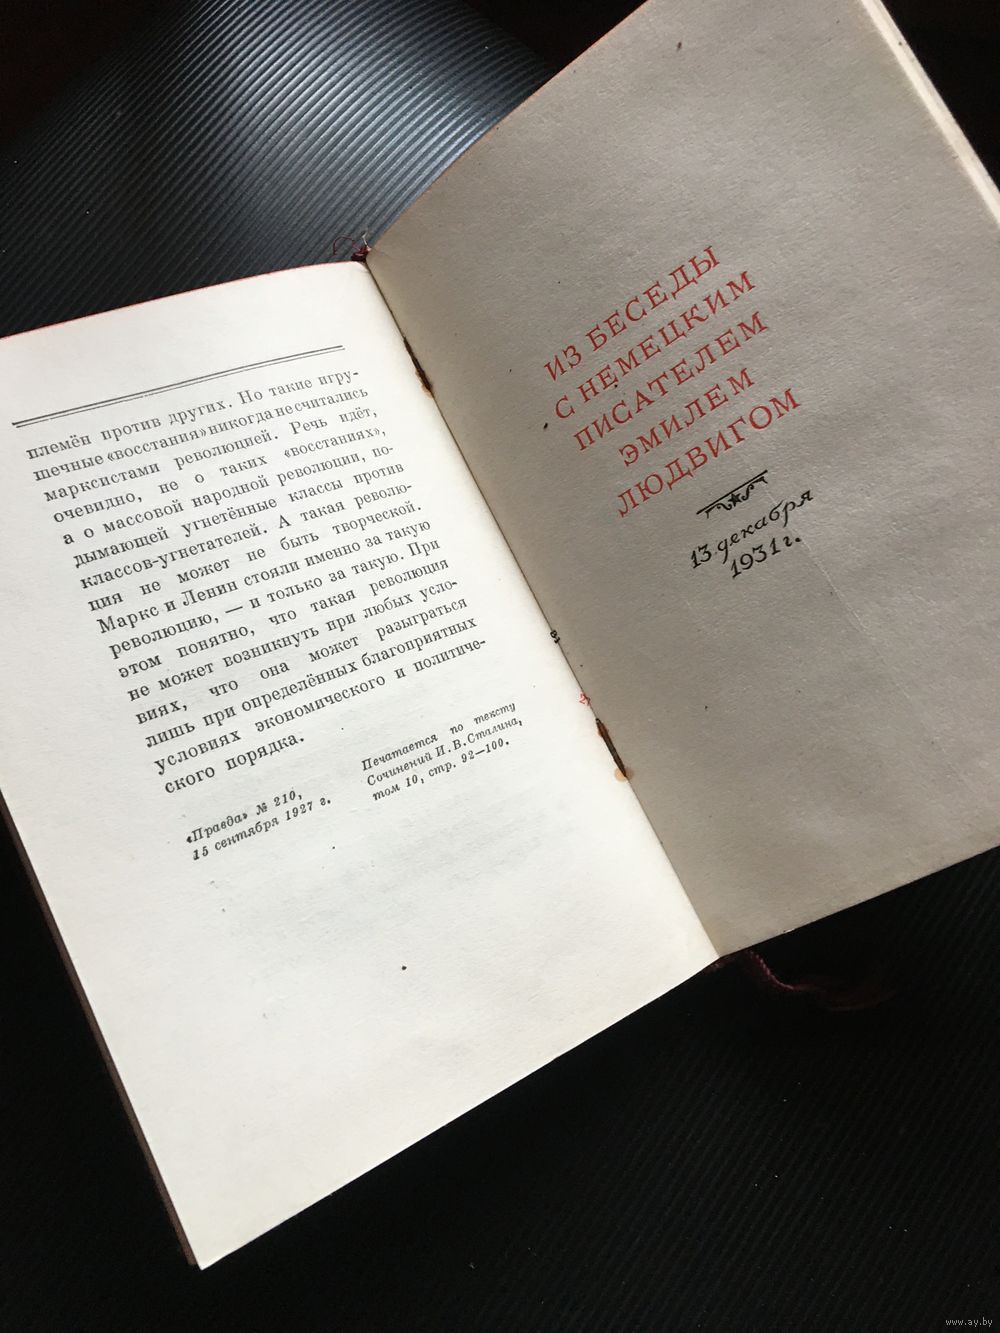 племён против других. Но такие игру-
шечные «восстания» никогда не считались
марксистами революцией. Речь идёт,
очевидно, не о таких «восстаниях»,
а о массовой народной революции, по-
дымающей угнетённые классы против
классов-угнетателей. А такая револю-
ция не может не быть творческой.
Маркс и Ленин стояли именно за такую
революцию, — и только за такую. При
этом понятно, что такая революция
не может возникнуть при любых усло-
виях, что она может разыграться
лишь при определённых благоприятных
условиях экономического и политиче-
ского порядка.
«Правда» № 210,
15 сентября 1927 г.
Печатается по тексту
Сочинений И. В. Сталина,
том 10, стр. 92—100.
ИЗ БЕСЕДЫ
С НЕМЕЦКИМ
ПИСАТЕЛЕМ
ЭМИЛЕМ
ЛЮДВИГОМ
13 декабря
1931 г.
www.ay.by